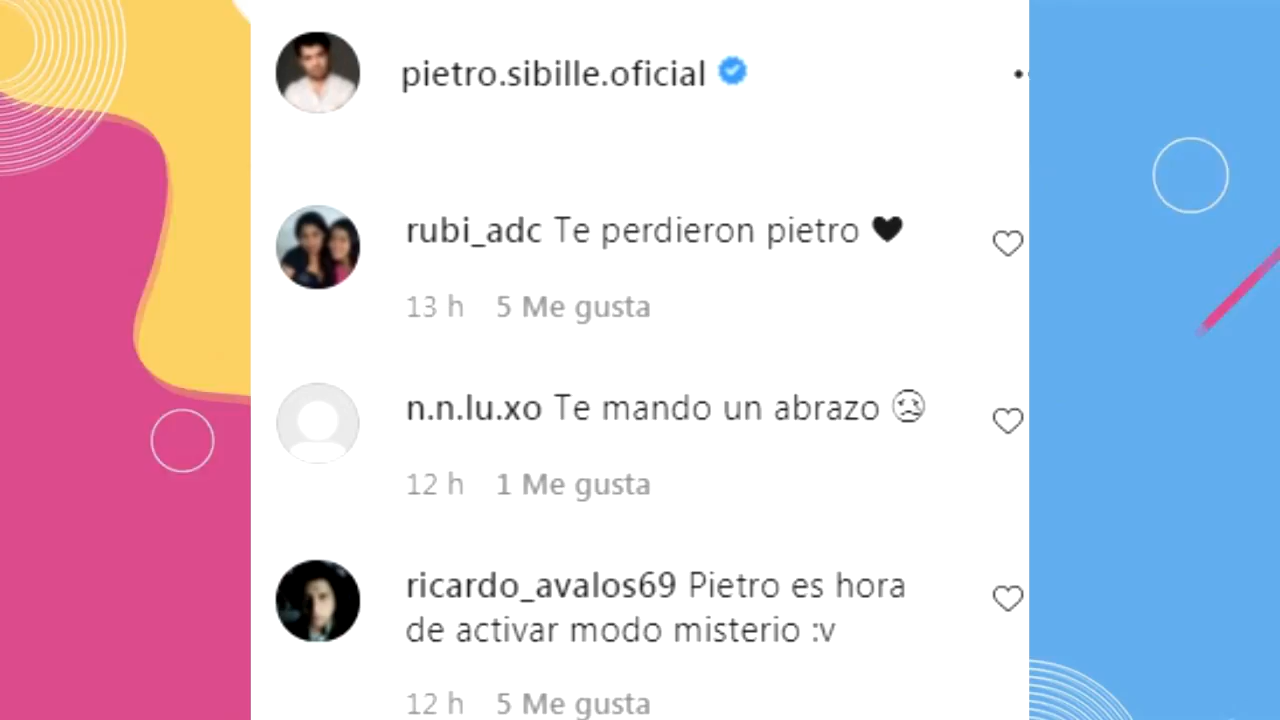 pietro.sibille.oficial
rubi_adc Te perdieron pietro 🖤
13 h 5 Me gusta
n.n.lu.xo Te mando un abrazo 😢
12 h 1 Me gusta
ricardo_avalos69 Pietro es hora
de activar modo misterio :v
12 h 5 Me gusta